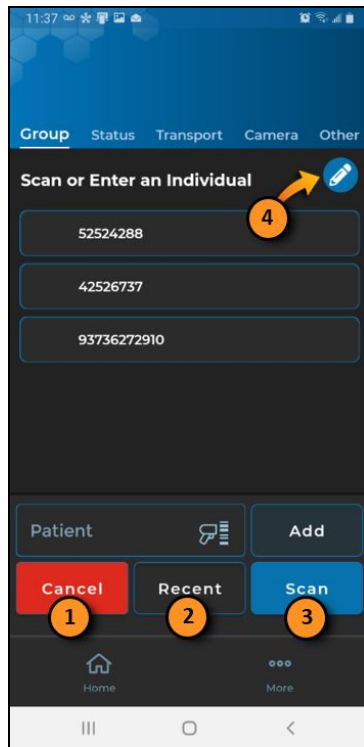 11:37
Group Status Transport Camera Other
Scan or Enter an Individual
4
52524288
42526737
93736272910
Patient Add
Cancel Recent Scan
1 2 3
Home More